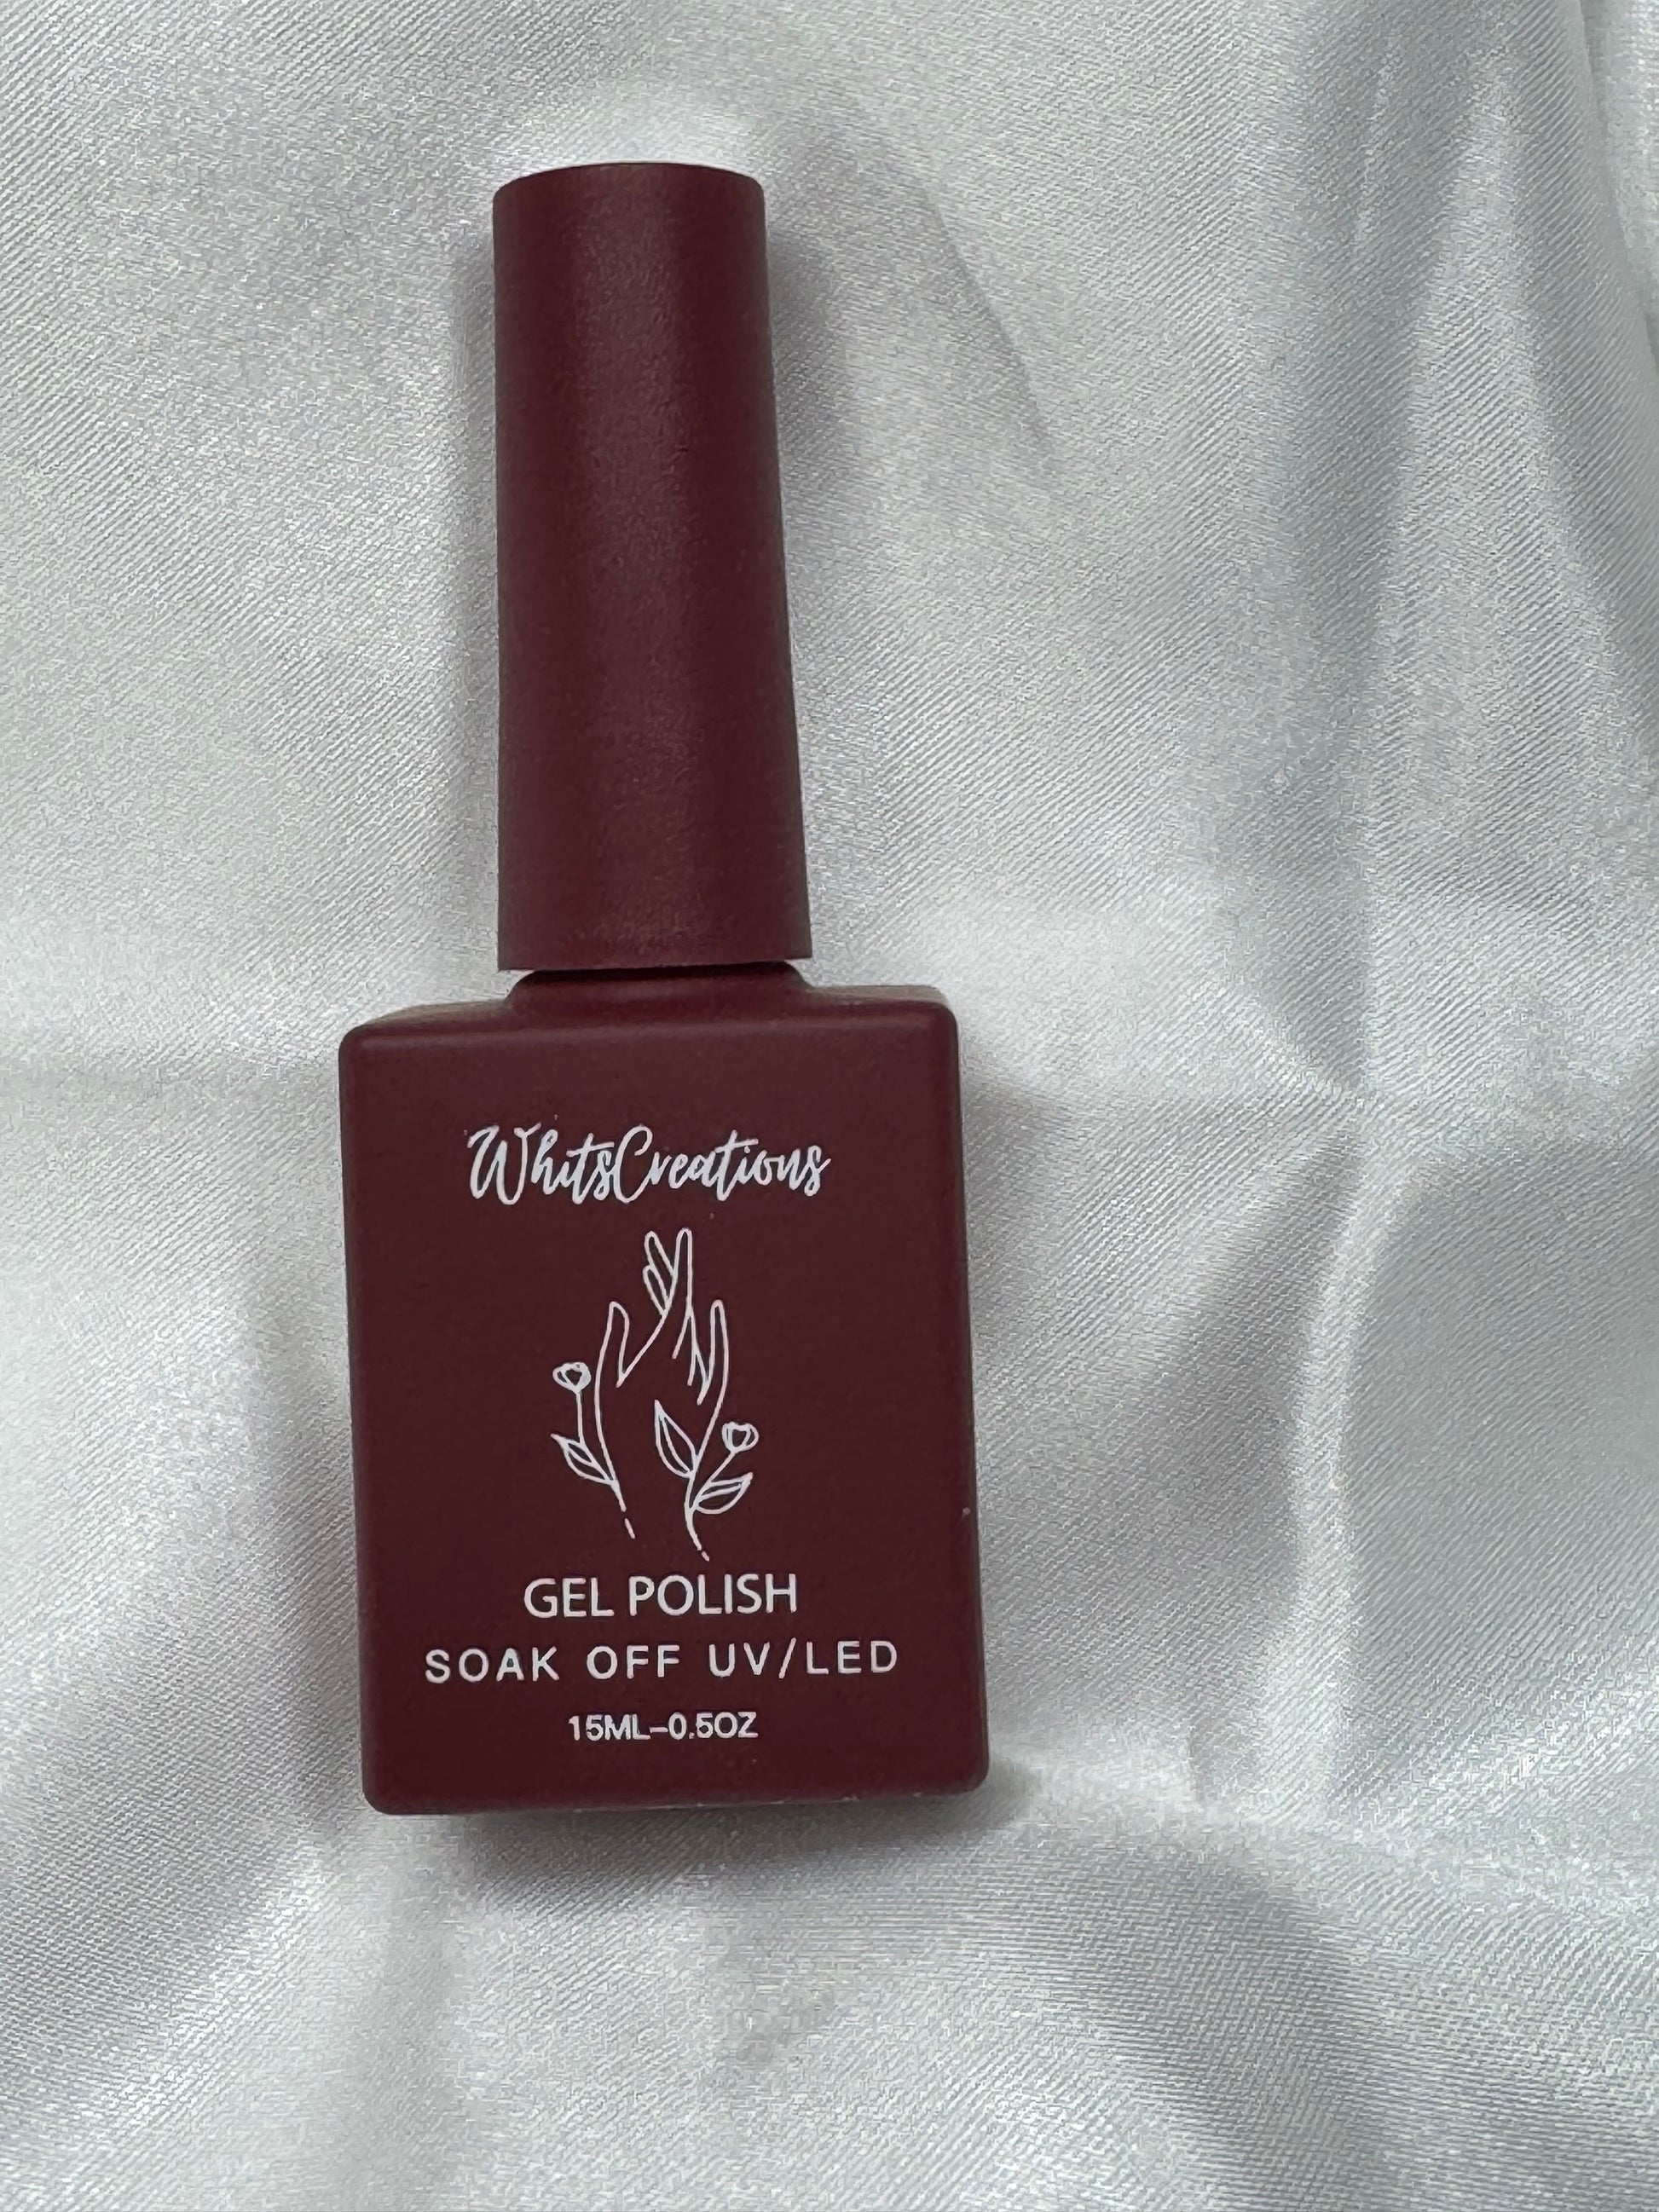 WhitsCreations
GEL POLISH
SOAK OFF UV/LED
15ML-0.5OZ